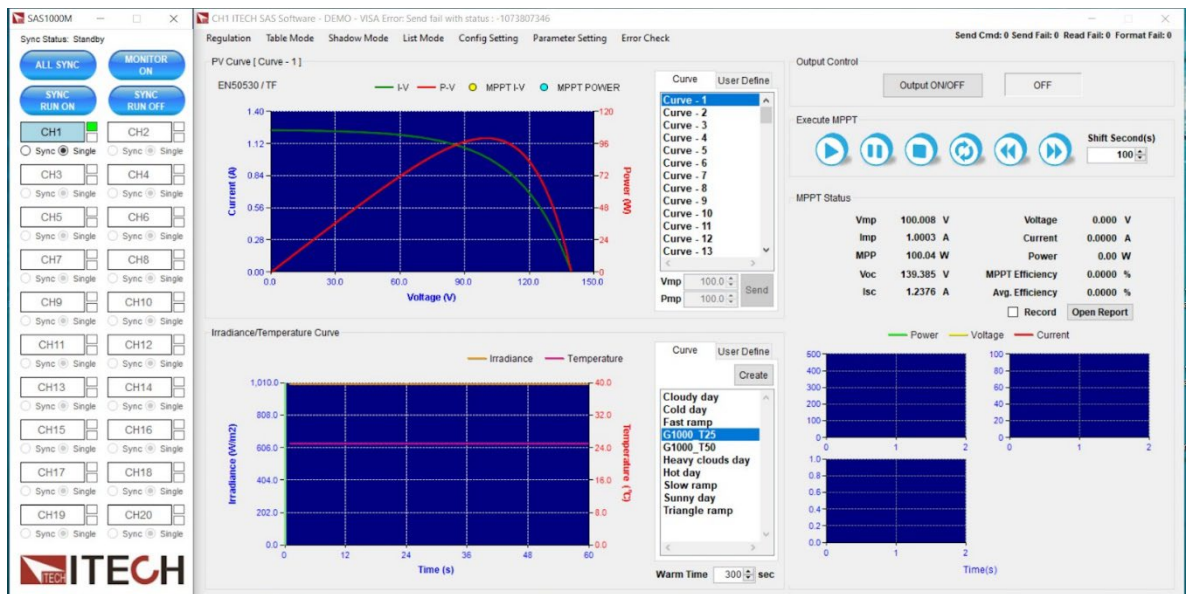 SAS1000M
Sync Status: Standby
ALL SYNC
MONITOR ON
SYNC RUN ON
SYNC RUN OFF
CH1
CH2
Sync Single
Sync Single
CH3
CH4
Sync Single
Sync Single
CH5
CH6
Sync Single
Sync Single
CH7
CH8
Sync Single
Sync Single
CH9
CH10
Sync Single
Sync Single
CH11
CH12
Sync Single
Sync Single
CH13
CH14
Sync Single
Sync Single
CH15
CH16
Sync Single
Sync Single
CH17
CH18
Sync Single
Sync Single
CH19
CH20
Sync Single
Sync Single
ITECH ITECH
CH1 ITECH SAS Software - DEMO - VISA Error: Send fail with status : -1073807346
Regulation Table Mode Shadow Mode List Mode Config Setting Parameter Setting Error Check
Send Cmd: 0 Send Fail: 0 Read Fail: 0 Format Fail: 0
PV Curve [ Curve - 1 ]
EN50530 / TF
I-V P-V MPPT I-V MPPT POWER
1.40
1.12
0.84
0.56
0.28
0.00
Current (A)
120
96
72
48
24
0
Power (W)
0.0 30.0 60.0 90.0 120.0 150.0
Voltage (V)
Curve User Define
Curve - 1
Curve - 2
Curve - 3
Curve - 4
Curve - 5
Curve - 6
Curve - 7
Curve - 8
Curve - 9
Curve - 10
Curve - 11
Curve - 12
Curve - 13
Vmp 100.0
Pmp 100.0
Send
Irradiance/Temperature Curve
Irradiance Temperature
1,010.0
808.0
606.0
404.0
202.0
0.0
Irradiance (W/m2)
40.0
32.0
24.0
16.0
8.0
0.0
Temperature (℃)
0 12 24 36 48 60
Time (s)
Curve User Define
Create
Cloudy day
Cold day
Fast ramp
G1000_T25
G1000_T50
Heavy clouds day
Hot day
Slow ramp
Sunny day
Triangle ramp
Warm Time 300 sec
Output Control
Output ON/OFF
OFF
Execute MPPT
Shift Second(s)
100
MPPT Status
Vmp 100.008 V Voltage 0.000 V
Imp 1.0003 A Current 0.0000 A
MPP 100.04 W Power 0.00 W
Voc 139.385 V MPPT Efficiency 0.0000 %
Isc 1.2376 A Avg. Efficiency 0.0000 %
Record Open Report
Power Voltage Current
600
400
300
200
100
0
0 1 2
100
80
60
40
20
0
0 1 2
1.0
0.8
0.6
0.4
0.2
0.0
0 1 2
Time(s)